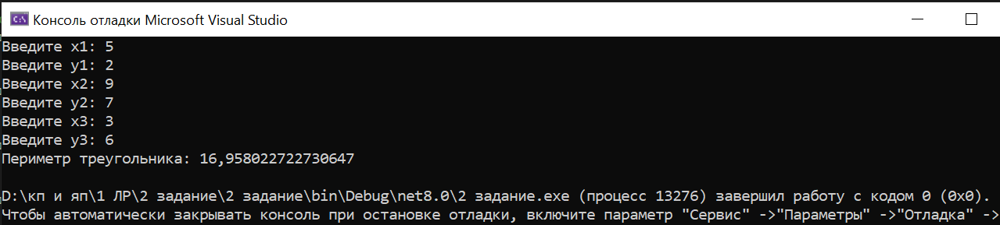 Консоль отладки Microsoft Visual Studio
Введите x1: 5
Введите y1: 2
Введите x2: 9
Введите y2: 7
Введите x3: 3
Введите y3: 6
Периметр треугольника: 16,958022722730647
D:\кп и яп\1 ЛР\2 задание\2 задание\bin\Debug\net8.0\2 задание.exe (процесс 13276) завершил работу с кодом 0 (0x0).
Чтобы автоматически закрывать консоль при остановке отладки, включите параметр "Сервис" ->"Параметры" ->"Отладка" ->